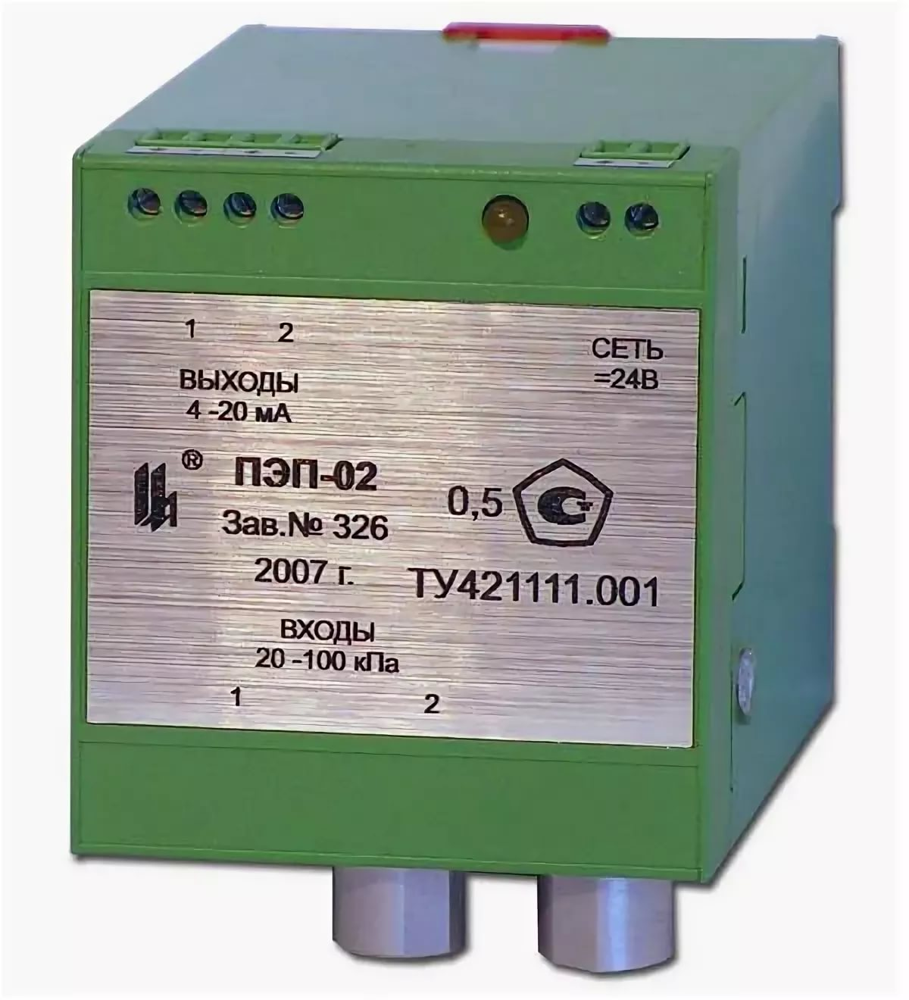 1 2
СЕТЬ
=24В
ВЫХОДЫ
4 -20 мА
® ПЭП-02
0,5
Зав.№ 326
2007 г.
ТУ421111.001
ВХОДЫ
20 -100 кПа
1 2